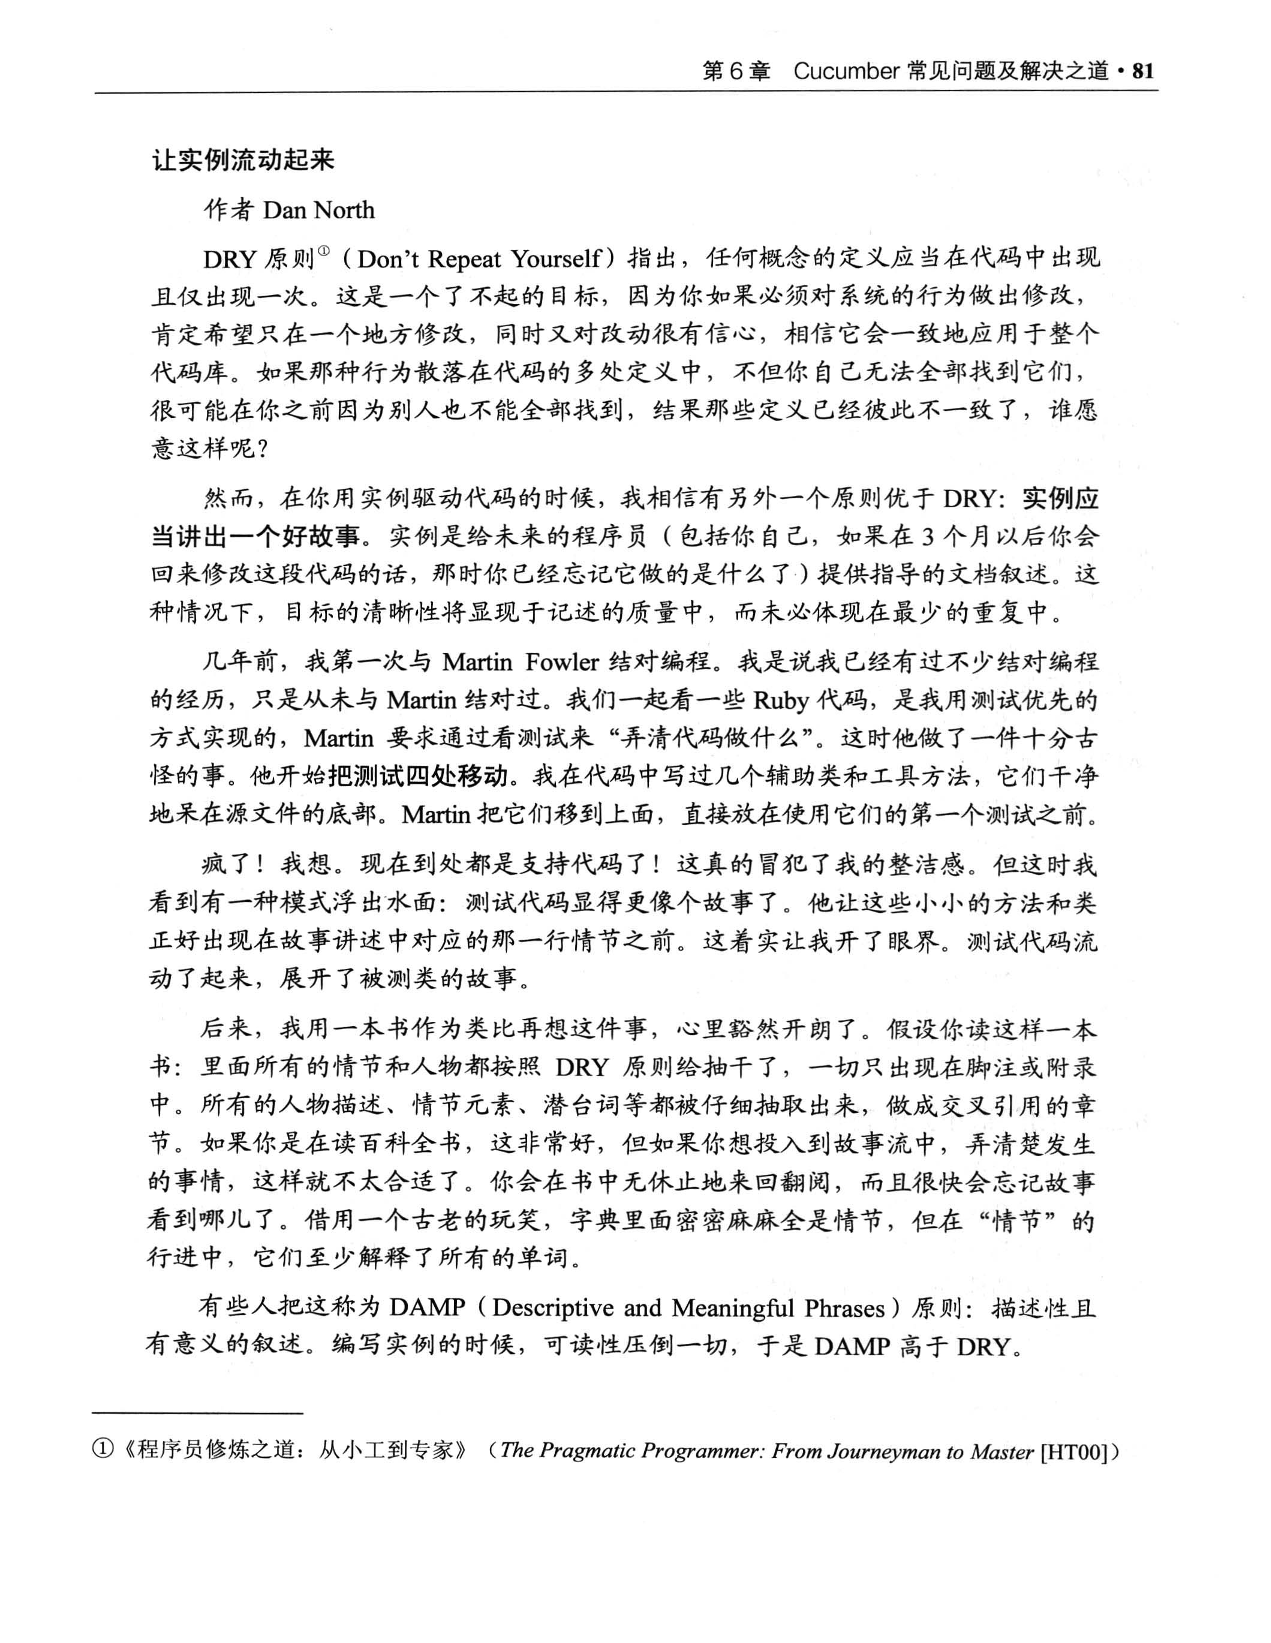 第 6 章 Cucumber 常见问题及解决之道 · 81
让实例流动起来
作者 Dan North
DRY 原则①（Don't Repeat Yourself）指出，任何概念的定义应当在代码中出现
且仅出现一次。这是一个了不起的目标，因为你如果必须对系统的行为做出修改，
肯定希望只在一个地方修改，同时又对改动很有信心，相信它会一致地应用于整个
代码库。如果那种行为散落在代码的多处定义中，不但你自己无法全部找到它们，
很可能在你之前因为别人也不能全部找到，结果那些定义已经彼此不一致了，谁愿
意这样呢？
然而，在你用实例驱动代码的时候，我相信有另外一个原则优于 DRY：实例应
当讲出一个好故事。实例是给未来的程序员（包括你自己，如果在 3 个月以后你会
回来修改这段代码的话，那时你已经忘记它做的是什么了）提供指导的文档叙述。这
种情况下，目标的清晰性将显现于记述的质量中，而未必体现在最少的重复中。
几年前，我第一次与 Martin Fowler 结对编程。我是说我已经有过不少结对编程
的经历，只是从未与 Martin 结对过。我们一起看一些 Ruby 代码，是我用测试优先的
方式实现的，Martin 要求通过看测试来“弄清代码做什么”。这时他做了一件十分古
怪的事。他开始把测试四处移动。我在代码中写过几个辅助类和工具方法，它们干净
地呆在源文件的底部。Martin 把它们移到上面，直接放在使用它们的第一个测试之前。
疯了！我想。现在到处都是支持代码了！这真的冒犯了我的整洁感。但这时我
看到有一种模式浮出水面：测试代码显得更像个故事了。他让这些小小的方法和类
正好出现在故事讲述中对应的那一行情节之前。这着实让我开了眼界。测试代码流
动了起来，展开了被测类的故事。
后来，我用一本书作为类比再想这件事，心里豁然开朗了。假设你读这样一本
书：里面所有的情节和人物都按照 DRY 原则给抽干了，一切只出现在脚注或附录
中。所有的人物描述、情节元素、潜台词等都被仔细抽取出来，做成交叉引用的章
节。如果你是在读百科全书，这非常好，但如果你想投入到故事流中，弄清楚发生
的事情，这样就不太合适了。你会在书中无休止地来回翻阅，而且很快会忘记故事
看到哪儿了。借用一个古老的玩笑，字典里面密密麻麻全是情节，但在“情节”的
行进中，它们至少解释了所有的单词。
有些人把这称为 DAMP（Descriptive and Meaningful Phrases）原则：描述性且
有意义的叙述。编写实例的时候，可读性压倒一切，于是 DAMP 高于 DRY。
①《程序员修炼之道：从小工到专家》（The Pragmatic Programmer: From Journeyman to Master [HT00]）